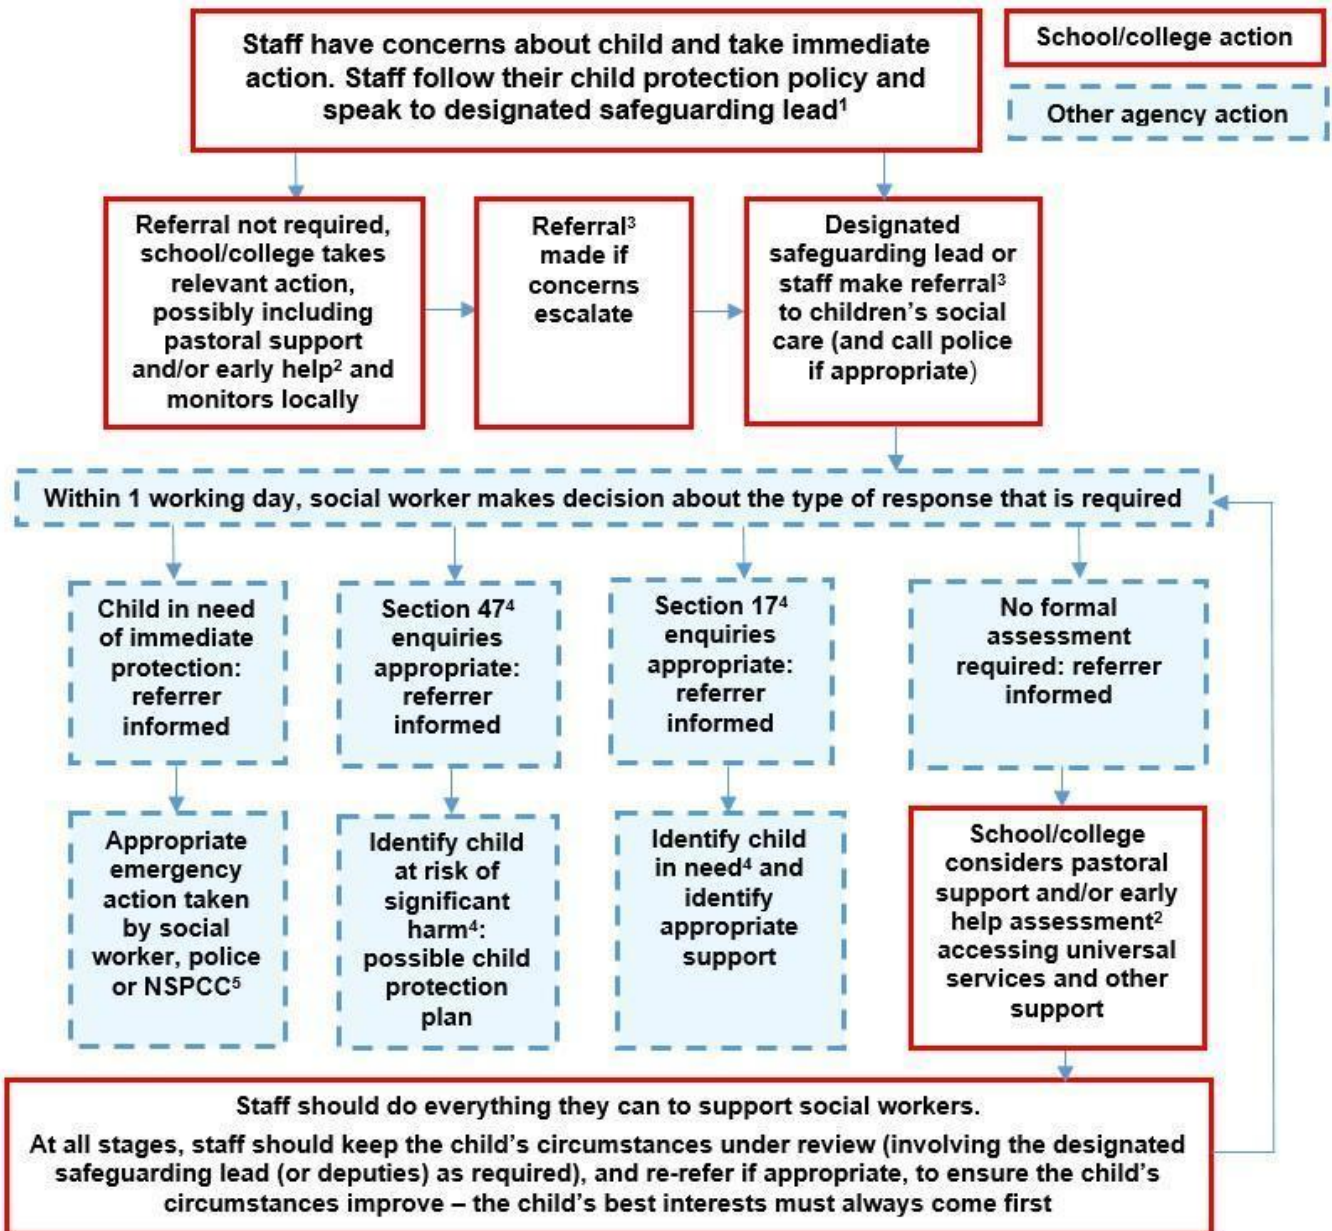 Staff have concerns about child and take immediate
action. Staff follow their child protection policy and
speak to designated safeguarding lead¹
School/college action
Other agency action
Referral not required,
school/college takes
relevant action,
possibly including
pastoral support
and/or early help² and
monitors locally
Referral³
made if
concerns
escalate
Designated
safeguarding lead or
staff make referral³
to children’s social
care (and call police
if appropriate)
Within 1 working day, social worker makes decision about the type of response that is required
Child in need
of immediate
protection:
referrer
informed
Section 47⁴
enquiries
appropriate:
referrer
informed
Section 17⁴
enquiries
appropriate:
referrer
informed
No formal
assessment
required: referrer
informed
Appropriate
emergency
action taken
by social
worker, police
or NSPCC⁵
Identify child
at risk of
significant
harm⁴:
possible child
protection
plan
Identify child
in need⁴ and
identify
appropriate
support
School/college
considers pastoral
support and/or early
help assessment²
accessing universal
services and other
support
Staff should do everything they can to support social workers.
At all stages, staff should keep the child’s circumstances under review (involving the designated
safeguarding lead (or deputies) as required), and re-refer if appropriate, to ensure the child’s
circumstances improve – the child’s best interests must always come first